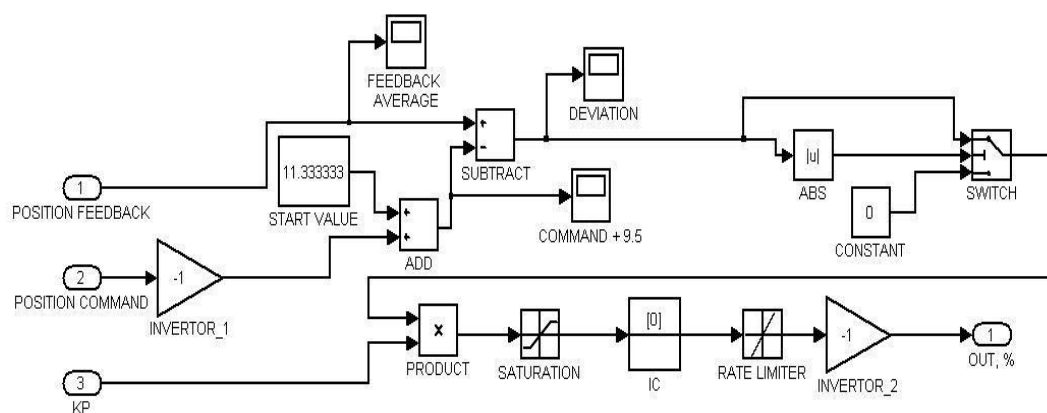 FEEDBACK
AVERAGE
DEVIATION
+
-
SUBTRACT
1
POSITION FEEDBACK
11.333333
START VALUE
+
+
ADD
COMMAND + 9.5
|u|
ABS
0
CONSTANT
SWITCH
2
POSITION COMMAND
-1
INVERTOR_1
3
KP
x
PRODUCT
SATURATION
[0]
IC
RATE LIMITER
-1
INVERTOR_2
1
OUT, %